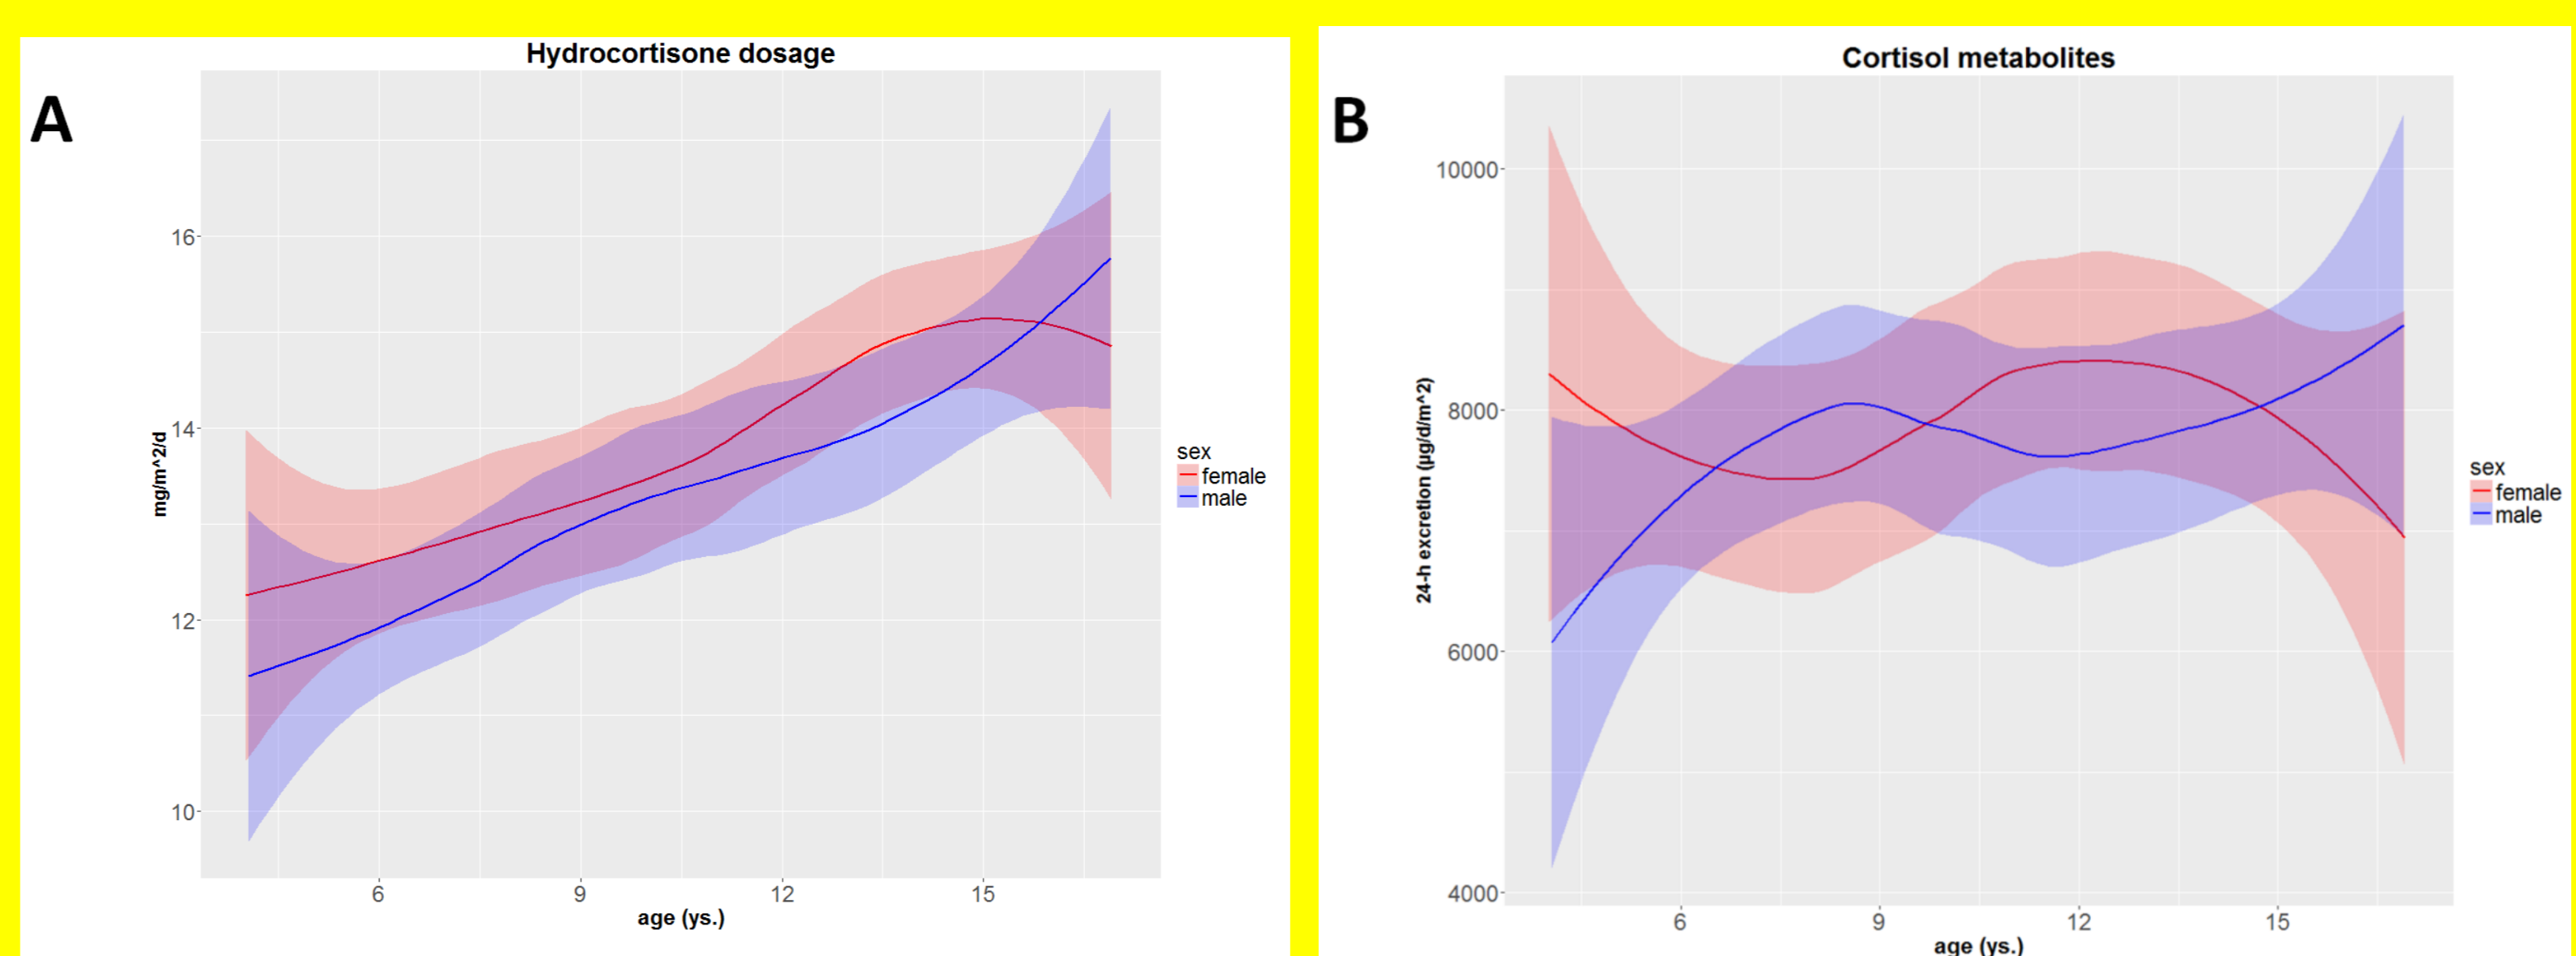 Hydrocortisone dosage
A
16
14
12
10
mg/m^2/d
6 9 12 15
age (ys.)
sex
female
male
Cortisol metabolites
B
10000
8000
6000
4000
24-h excretion (µg/d/m^2)
6 9 12 15
age (ys.)
sex
female
male